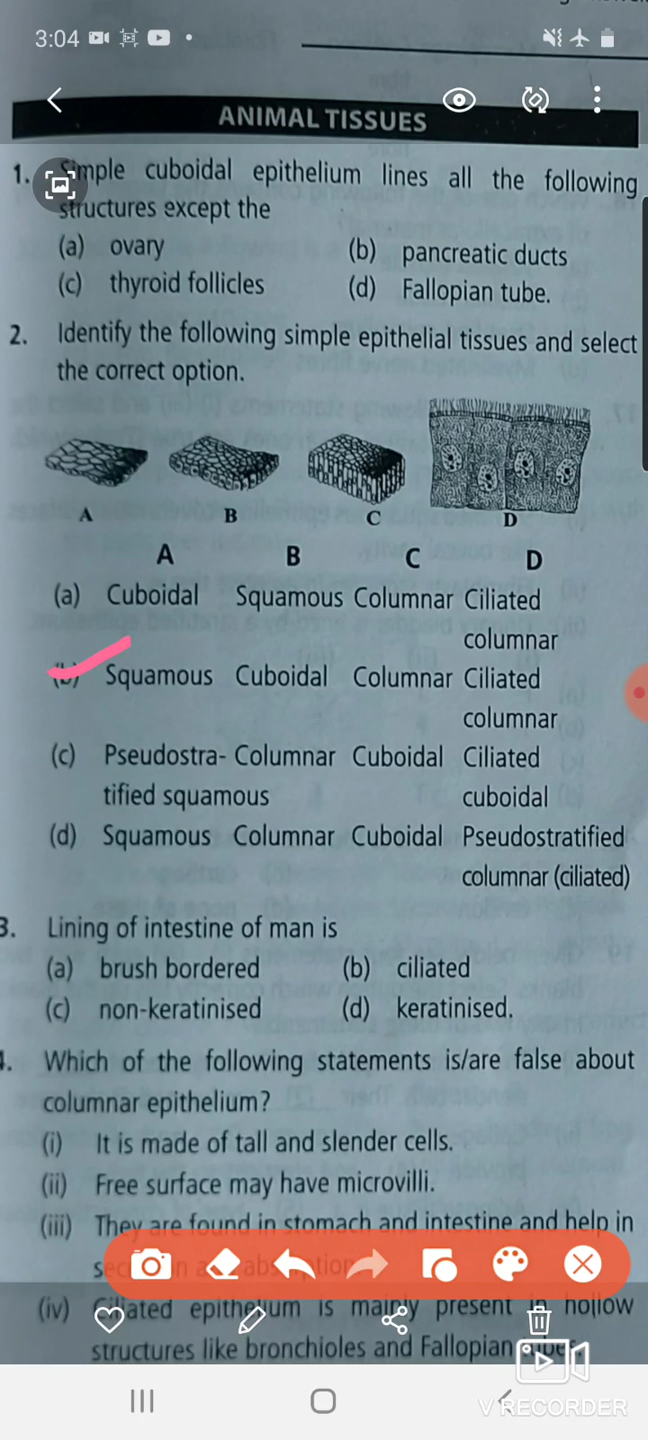 3:04
ANIMAL TISSUES
1. Simple cuboidal epithelium lines all the following
structures except the
(a) ovary (b) pancreatic ducts
(c) thyroid follicles (d) Fallopian tube.
2. Identify the following simple epithelial tissues and select
the correct option.
A B C D
A B C D
(a) Cuboidal Squamous Columnar Ciliated
columnar
(b) Squamous Cuboidal Columnar Ciliated
columnar
(c) Pseudostra- Columnar Cuboidal Ciliated
tified squamous cuboidal
(d) Squamous Columnar Cuboidal Pseudostratified
columnar (ciliated)
3. Lining of intestine of man is
(a) brush bordered (b) ciliated
(c) non-keratinised (d) keratinised.
4. Which of the following statements is/are false about
columnar epithelium?
(i) It is made of tall and slender cells.
(ii) Free surface may have microvilli.
(iii) They are found in stomach and intestine and help in
(iv) Ciliated epithelium is mainly present in hollow
structures like bronchioles and Fallopian tubes.
V RECORDER